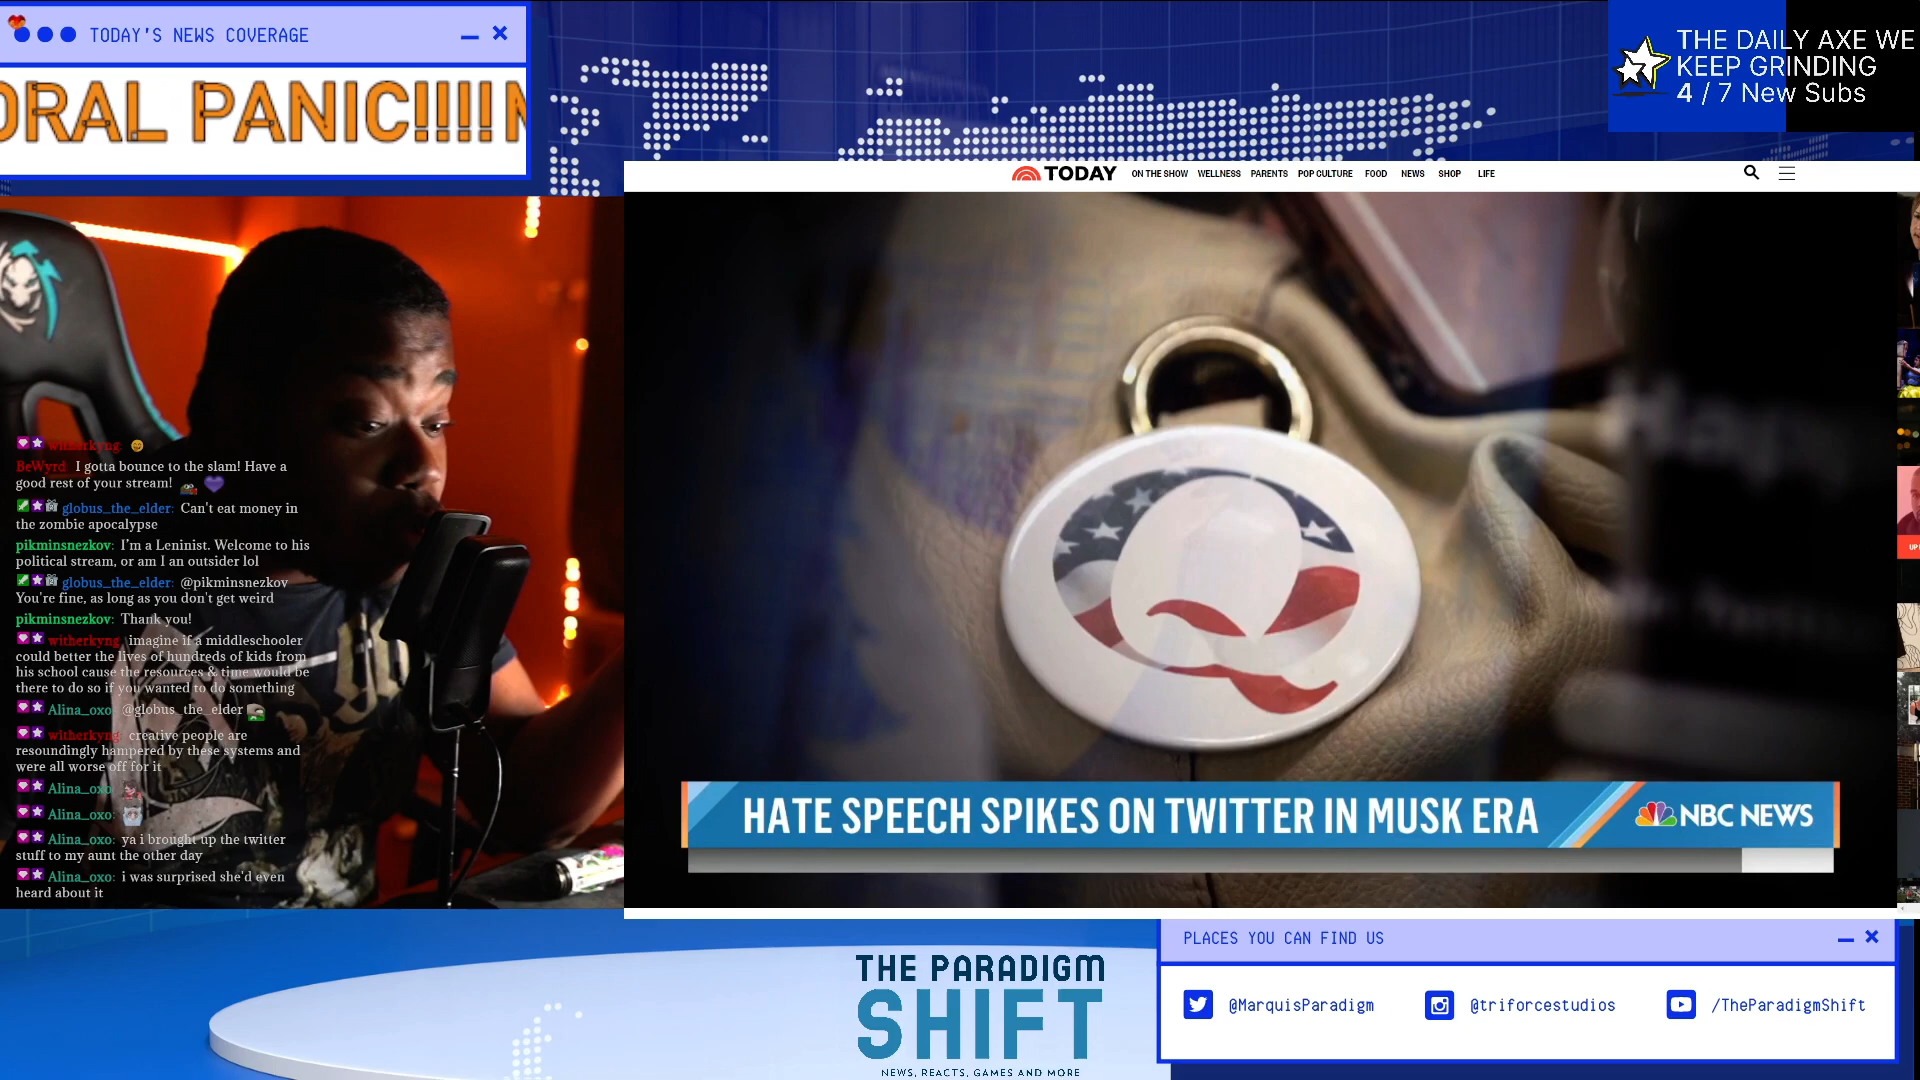 TODAY'S NEWS COVERAGE
ORAL PANIC!!!!
THE DAILY AXE WE
KEEP GRINDING
4 / 7 New Subs
TODAY ON THE SHOW WELLNESS PARENTS POP CULTURE FOOD NEWS SHOP LIFE
witherkyng:
BeWyrd I gotta bounce to the slam! Have a
good rest of your stream!
globus_the_elder: Can't eat money in
the zombie apocalypse
pikminsnezkov: I'm a Leninist. Welcome to his
political stream, or am I an outsider lol
globus_the_elder: @pikminsnezkov
You're fine, as long as you don't get weird
pikminsnezkov: Thank you!
witherkyng: imagine if a middleschooler
could better the lives of hundreds of kids from
his school cause the resources & time would be
there to do so if you wanted to do something
Alina_oxo: @globus_the_elder
witherkyng: creative people are
resoundingly hampered by these systems and
were all worse off for it
Alina_oxo:
Alina_oxo:
Alina_oxo: ya i brought up the twitter
stuff to my aunt the other day
Alina_oxo: i was surprised she'd even
heard about it
Q
HATE SPEECH SPIKES ON TWITTER IN MUSK ERA
NBC NEWS
THE PARADIGM
SHIFT
NEWS, REACTS, GAMES AND MORE
PLACES YOU CAN FIND US
@MarquisParadigm
@triforcestudios
/TheParadigmShift